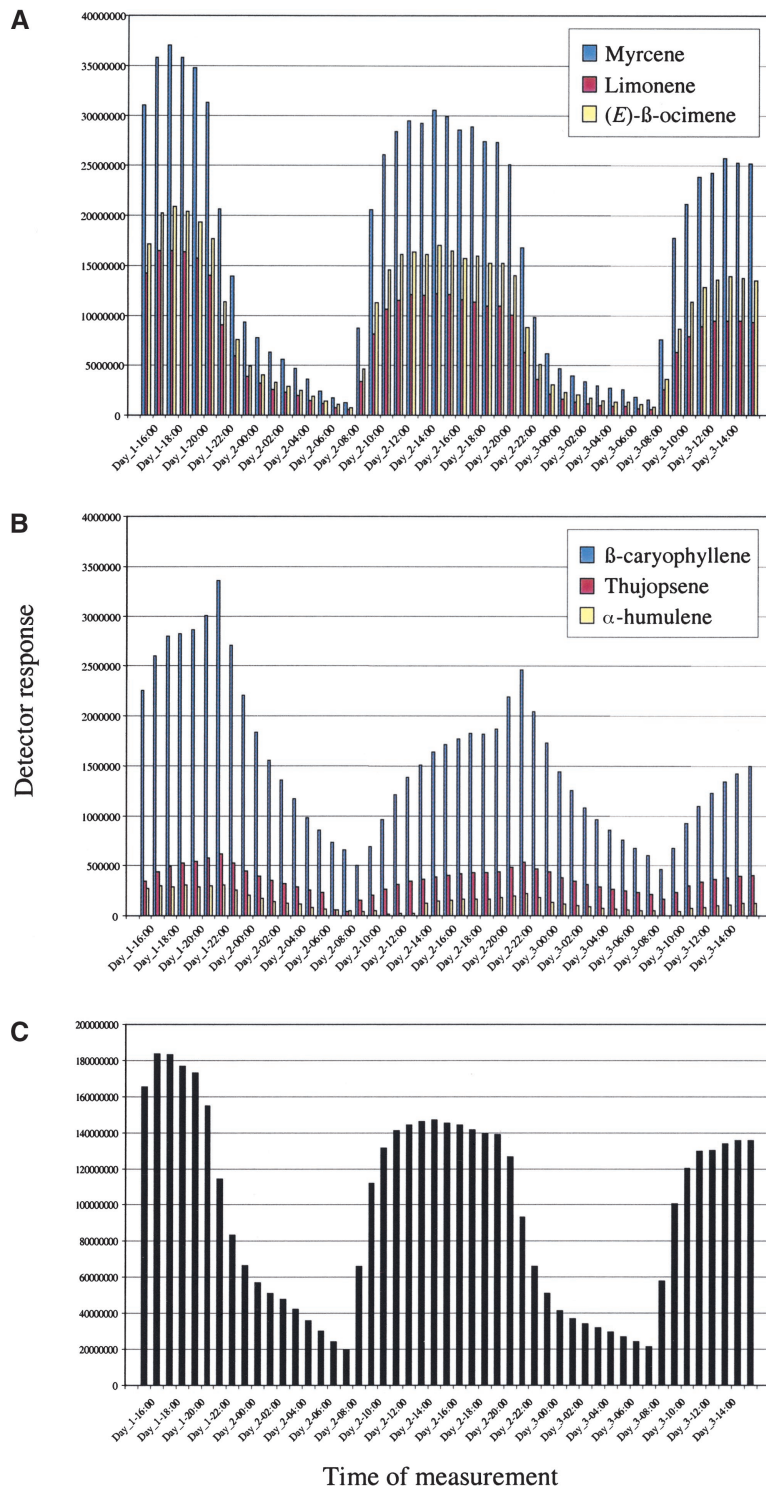 A
40000000
35000000
30000000
25000000
20000000
15000000
10000000
5000000
0
Myrcene
Limonene
(E)-ß-ocimene
Day_1-16:00
Day_1-18:00
Day_1-20:00
Day_1-22:00
Day_2-00:00
Day_2-02:00
Day_2-04:00
Day_2-06:00
Day_2-08:00
Day_2-10:00
Day_2-12:00
Day_2-14:00
Day_2-16:00
Day_2-18:00
Day_2-20:00
Day_2-22:00
Day_3-00:00
Day_3-02:00
Day_3-04:00
Day_3-06:00
Day_3-08:00
Day_3-10:00
Day_3-12:00
Day_3-14:00
B
4000000
3500000
3000000
2500000
2000000
1500000
1000000
500000
0
ß-caryophyllene
Thujopsene
α-humulene
Detector response
Day_1-16:00
Day_1-18:00
Day_1-20:00
Day_1-22:00
Day_2-00:00
Day_2-02:00
Day_2-04:00
Day_2-06:00
Day_2-08:00
Day_2-10:00
Day_2-12:00
Day_2-14:00
Day_2-16:00
Day_2-18:00
Day_2-20:00
Day_2-22:00
Day_3-00:00
Day_3-02:00
Day_3-04:00
Day_3-06:00
Day_3-08:00
Day_3-10:00
Day_3-12:00
Day_3-14:00
C
200000000
180000000
160000000
140000000
120000000
100000000
80000000
60000000
40000000
20000000
0
Day_1-16:00
Day_1-18:00
Day_1-20:00
Day_1-22:00
Day_2-00:00
Day_2-02:00
Day_2-04:00
Day_2-06:00
Day_2-08:00
Day_2-10:00
Day_2-12:00
Day_2-14:00
Day_2-16:00
Day_2-18:00
Day_2-20:00
Day_2-22:00
Day_3-00:00
Day_3-02:00
Day_3-04:00
Day_3-06:00
Day_3-08:00
Day_3-10:00
Day_3-12:00
Day_3-14:00
Time of measurement